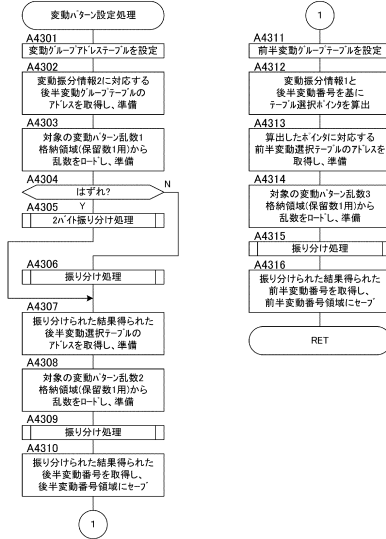 変動パターン設定処理
A4301
変動グループアドレステーブルを設定
A4302
変動振分情報2に対応する
後半変動グループテーブルの
アドレスを取得し、準備
A4303
対象の変動パターン乱数1
格納領域(保留数1用)から
乱数をロードし、準備
A4304
はずれ?
N
Y
A4305
2バイト振り分け処理
A4306
振り分け処理
A4307
振り分けられた結果得られた
後半変動選択テーブルの
アドレスを取得し、準備
A4308
対象の変動パターン乱数2
格納領域(保留数1用)から
乱数をロードし、準備
A4309
振り分け処理
A4310
振り分けられた結果得られた
後半変動番号を取得し、
後半変動番号領域にセーブ
1
1
A4311
前半変動グループテーブルを設定
A4312
変動振分情報1と
後半変動番号を基に
テーブル選択ポインタを算出
A4313
算出したポインタに対応する
前半変動選択テーブルのアドレスを
取得し、準備
A4314
対象の変動パターン乱数3
格納領域(保留数1用)から
乱数をロードし、準備
A4315
振り分け処理
A4316
振り分けられた結果得られた
前半変動番号を取得し、
前半変動番号領域にセーブ
RET